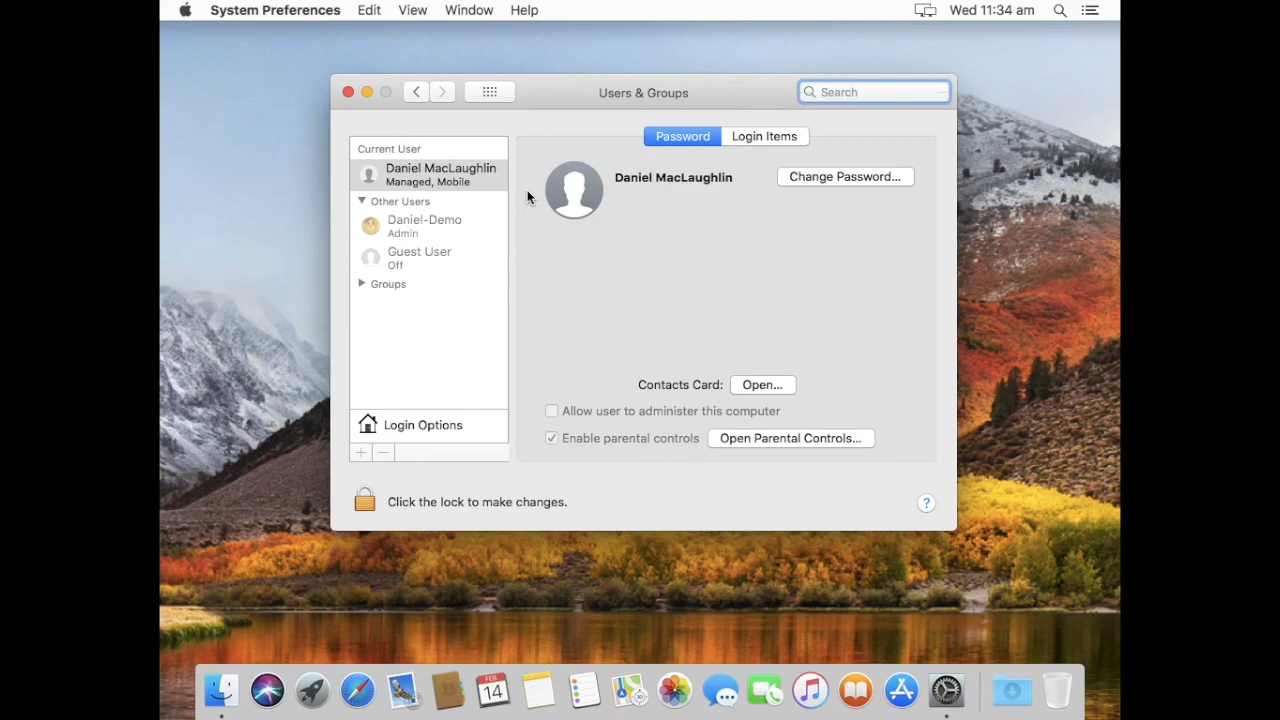 System Preferences Edit View Window Help Wed 11:34 am
Users & Groups
Search
Password Login Items
Current User
Daniel MacLaughlin
Managed, Mobile
Other Users
Daniel-Demo
Admin
Guest User
Off
Groups
Login Options
Daniel MacLaughlin
Change Password...
Contacts Card: Open...
Allow user to administer this computer
Enable parental controls Open Parental Controls...
Click the lock to make changes.
?
FEB
14